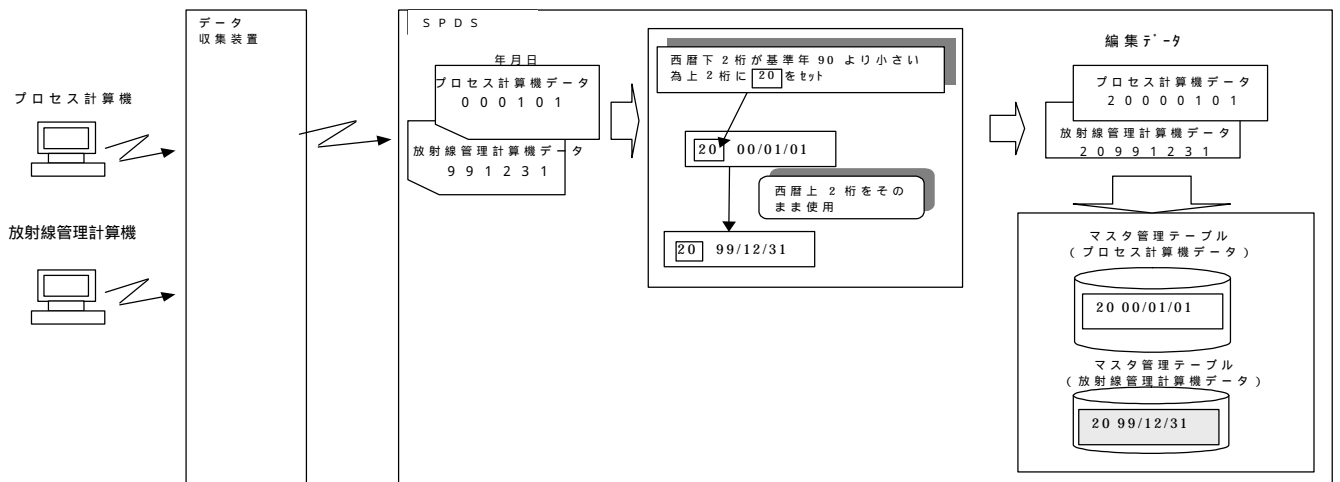 プロセス計算機
放射線管理計算機
データ
収集装置
SPDS
年月日
プロセス計算機データ
000101
放射線管理計算機データ
991231
西暦下2桁が基準年90より小さい
為上2桁に 20 をセット
20 00/01/01
西暦上2桁をその
まま使用
20 99/12/31
編集データ
プロセス計算機データ
20000101
放射線管理計算機データ
20991231
マスタ管理テーブル
(プロセス計算機データ)
20 00/01/01
マスタ管理テーブル
(放射線管理計算機データ)
20 99/12/31